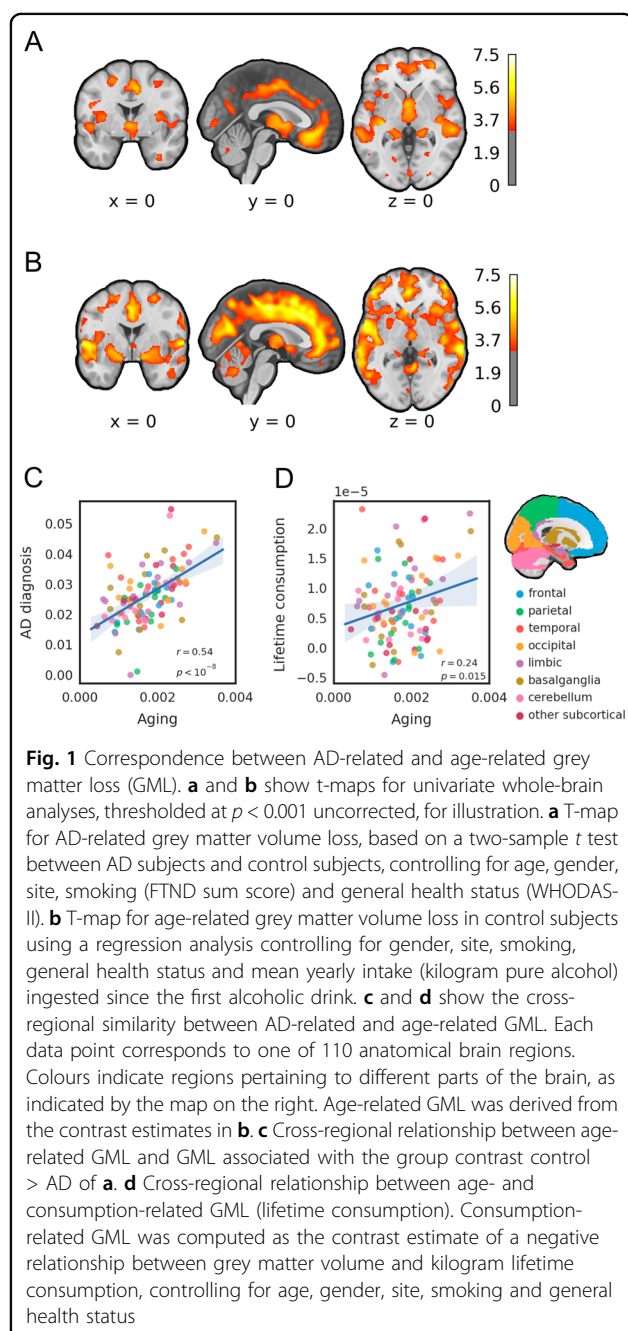 A
7.5
5.6
3.7
1.9
0
x = 0
y = 0
z = 0
B
7.5
5.6
3.7
1.9
0
x = 0
y = 0
z = 0
C
AD diagnosis
0.05
0.04
0.03
0.02
0.01
0.00
r = 0.54
p < 10⁻⁸
0.000
0.002
0.004
Aging
D
1e−5
Lifetime consumption
2.0
1.5
1.0
0.5
0.0
−0.5
r = 0.24
p = 0.015
0.000
0.002
0.004
Aging
frontal
parietal
temporal
occipital
limbic
basalganglia
cerebellum
other subcortical
Fig. 1 Correspondence between AD-related and age-related grey
matter loss (GML). a and b show t-maps for univariate whole-brain
analyses, thresholded at p < 0.001 uncorrected, for illustration. a T-map
for AD-related grey matter volume loss, based on a two-sample t test
between AD subjects and control subjects, controlling for age, gender,
site, smoking (FTND sum score) and general health status (WHODAS-
II). b T-map for age-related grey matter volume loss in control subjects
using a regression analysis controlling for gender, site, smoking,
general health status and mean yearly intake (kilogram pure alcohol)
ingested since the first alcoholic drink. c and d show the cross-
regional similarity between AD-related and age-related GML. Each
data point corresponds to one of 110 anatomical brain regions.
Colours indicate regions pertaining to different parts of the brain, as
indicated by the map on the right. Age-related GML was derived from
the contrast estimates in b. c Cross-regional relationship between age-
related GML and GML associated with the group contrast control
> AD of a. d Cross-regional relationship between age- and
consumption-related GML (lifetime consumption). Consumption-
related GML was computed as the contrast estimate of a negative
relationship between grey matter volume and kilogram lifetime
consumption, controlling for age, gender, site, smoking and general
health status